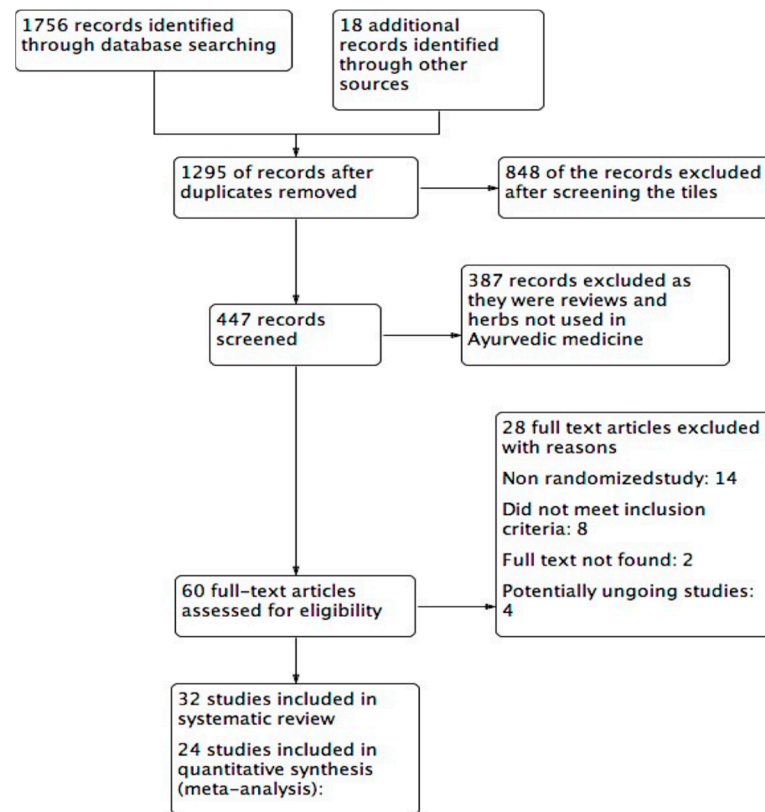 1756 records identified
through database searching
18 additional
records identified
through other
sources
1295 of records after
duplicates removed
848 of the records excluded
after screening the tiles
447 records
screened
387 records excluded as
they were reviews and
herbs not used in
Ayurvedic medicine
28 full text articles excluded
with reasons
Non randomizedstudy: 14
Did not meet inclusion
criteria: 8
Full text not found: 2
Potentially ungoing studies:
4
60 full-text articles
assessed for eligibility
32 studies included in
systematic review
24 studies included in
quantitative synthesis
(meta-analysis):